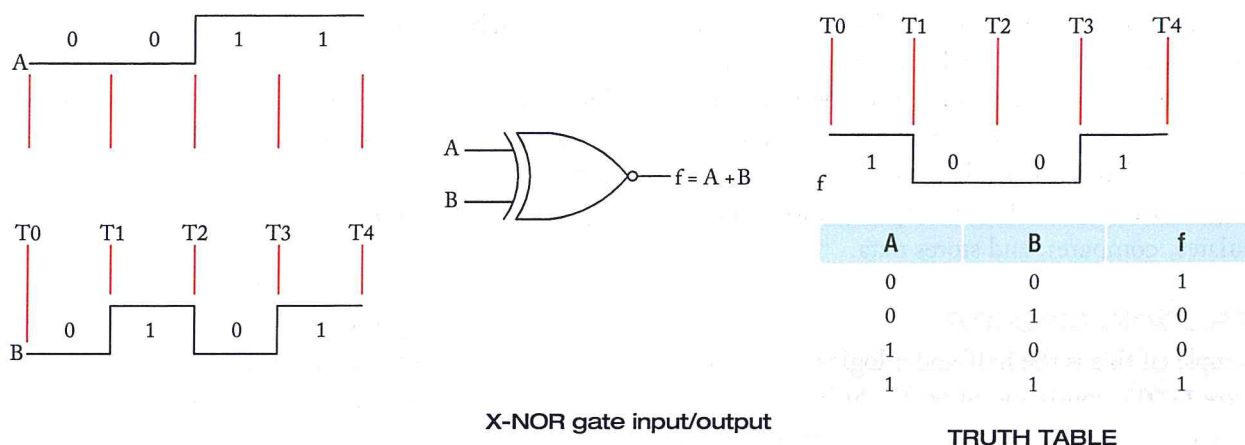 0 0 1 1
A
T0 T1 T2 T3 T4
B 0 1 0 1
A
B
f = A + B
X-NOR gate input/output
T0 T1 T2 T3 T4
1 0 0 1
f
A B f
0 0 1
0 1 0
1 0 0
1 1 1
TRUTH TABLE